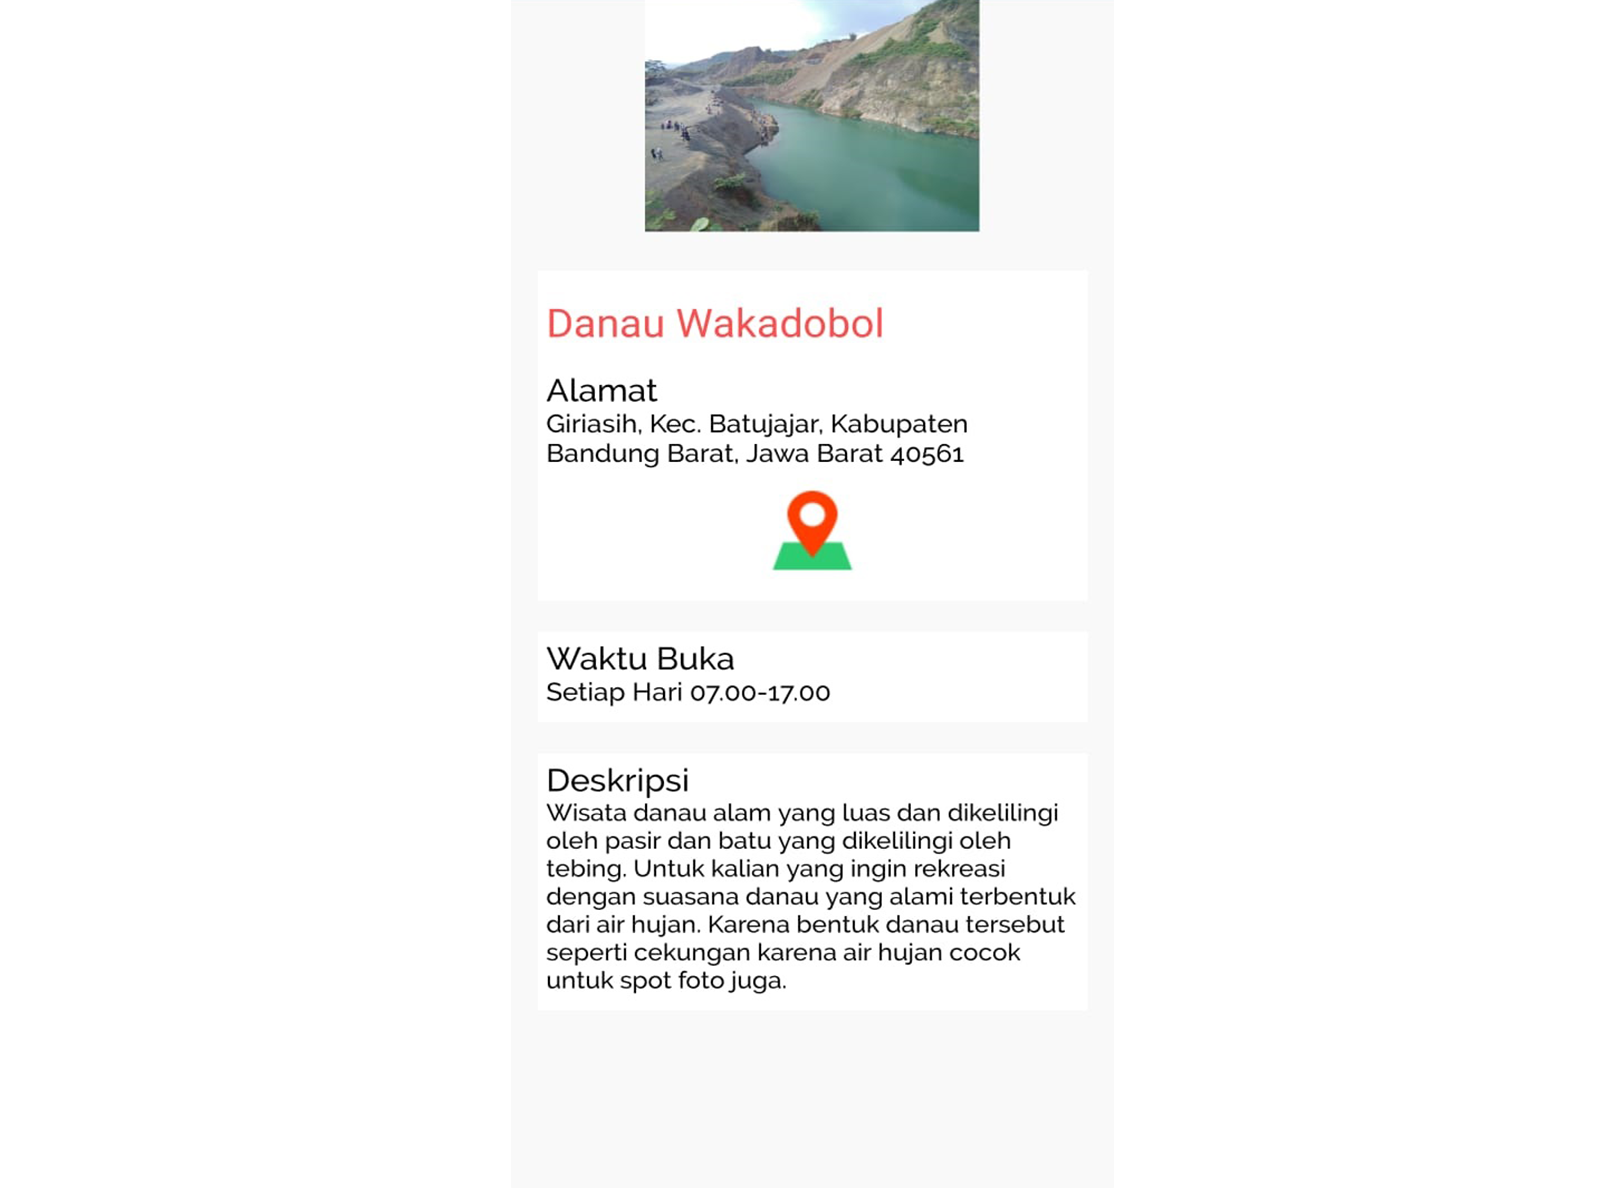 Danau Wakadobol
Alamat
Giriasih, Kec. Batujajar, Kabupaten
Bandung Barat, Jawa Barat 40561
Waktu Buka
Setiap Hari 07.00-17.00
Deskripsi
Wisata danau alam yang luas dan dikelilingi
oleh pasir dan batu yang dikelilingi oleh
tebing. Untuk kalian yang ingin rekreasi
dengan suasana danau yang alami terbentuk
dari air hujan. Karena bentuk danau tersebut
seperti cekungan karena air hujan cocok
untuk spot foto juga.